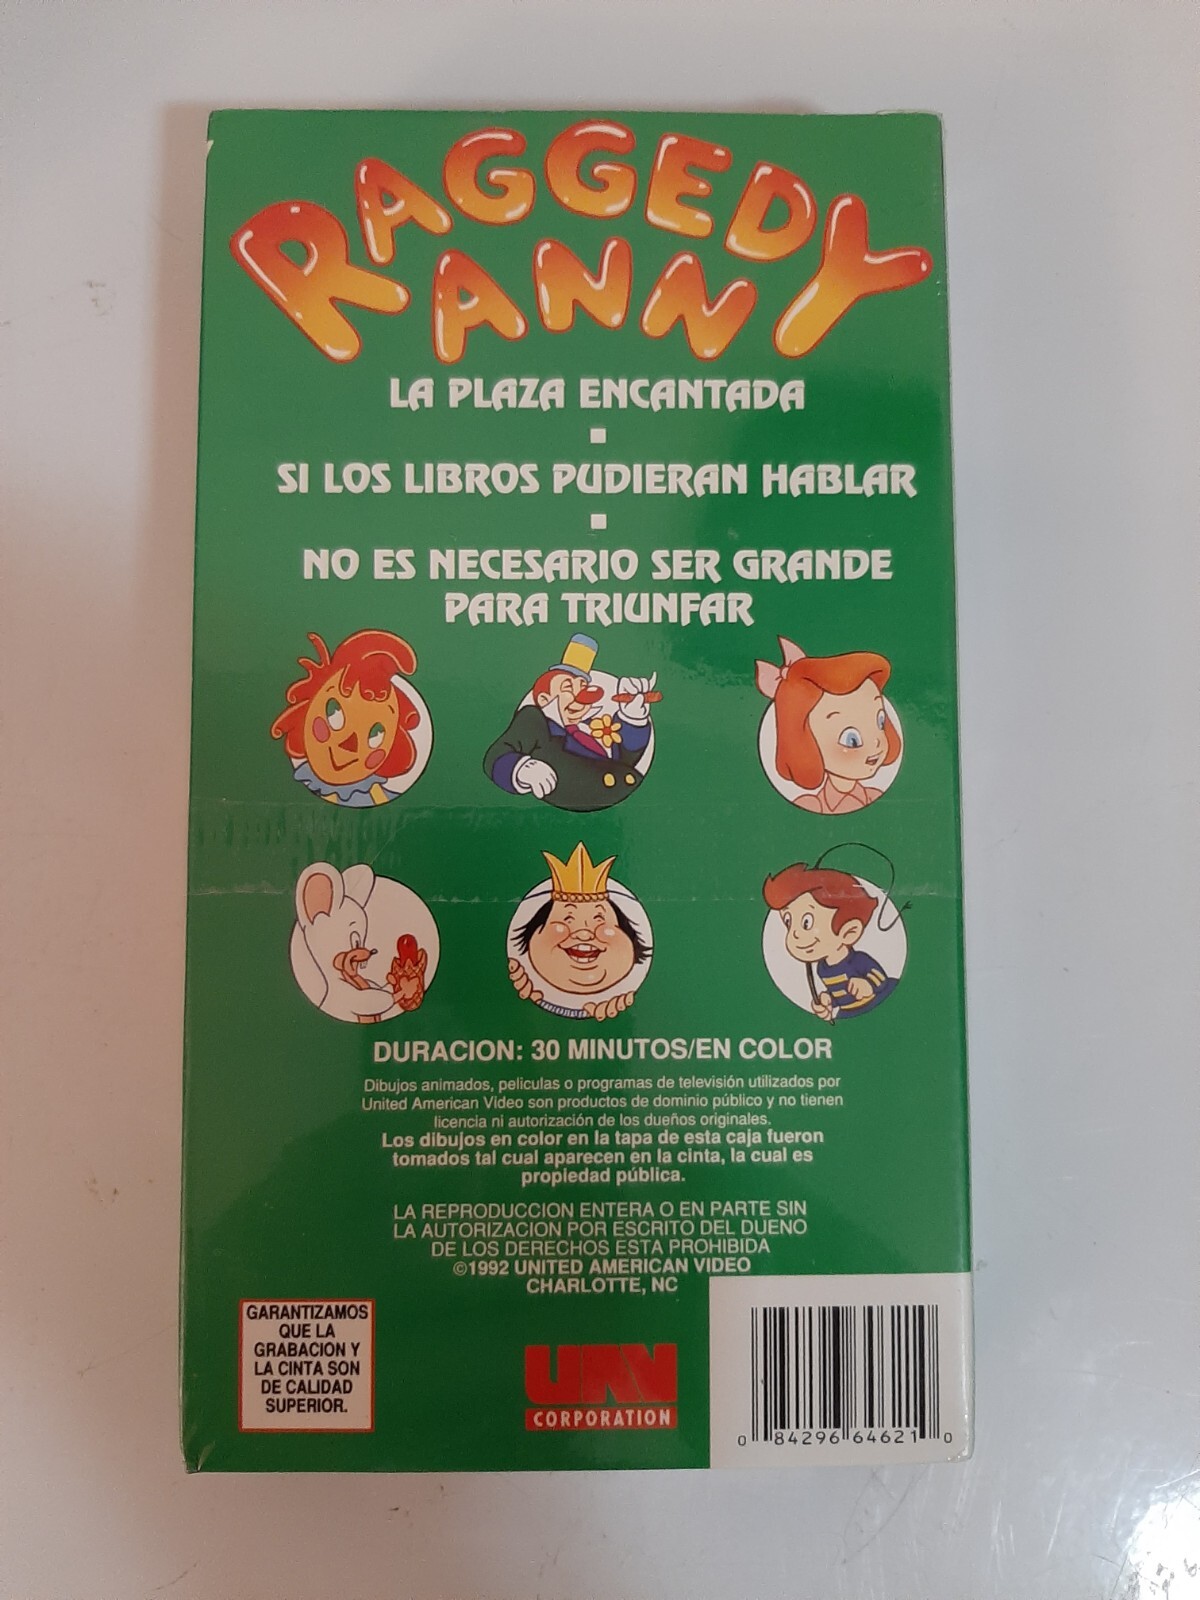 RAGGEDY
ANN
LA PLAZA ENCANTADA
SI LOS LIBROS PUDIERAN HABLAR
NO ES NECESARIO SER GRANDE
PARA TRIUNFAR
DURACION: 30 MINUTOS/EN COLOR
Dibujos animados, peliculas o programas de televisión utilizados por
United American Video son productos de dominio público y no tienen
licencia ni autorización de los dueños originales.
Los dibujos en color en la tapa de esta caja fueron
tomados tal cual aparecen en la cinta, la cual es
propiedad pública.
LA REPRODUCCION ENTERA O EN PARTE SIN
LA AUTORIZACION POR ESCRITO DEL DUENO
DE LOS DERECHOS ESTA PROHIBIDA
©1992 UNITED AMERICAN VIDEO
CHARLOTTE, NC
GARANTIZAMOS
QUE LA
GRABACION Y
LA CINTA SON
DE CALIDAD
SUPERIOR.
UAV
CORPORATION
0 84296 64621 0